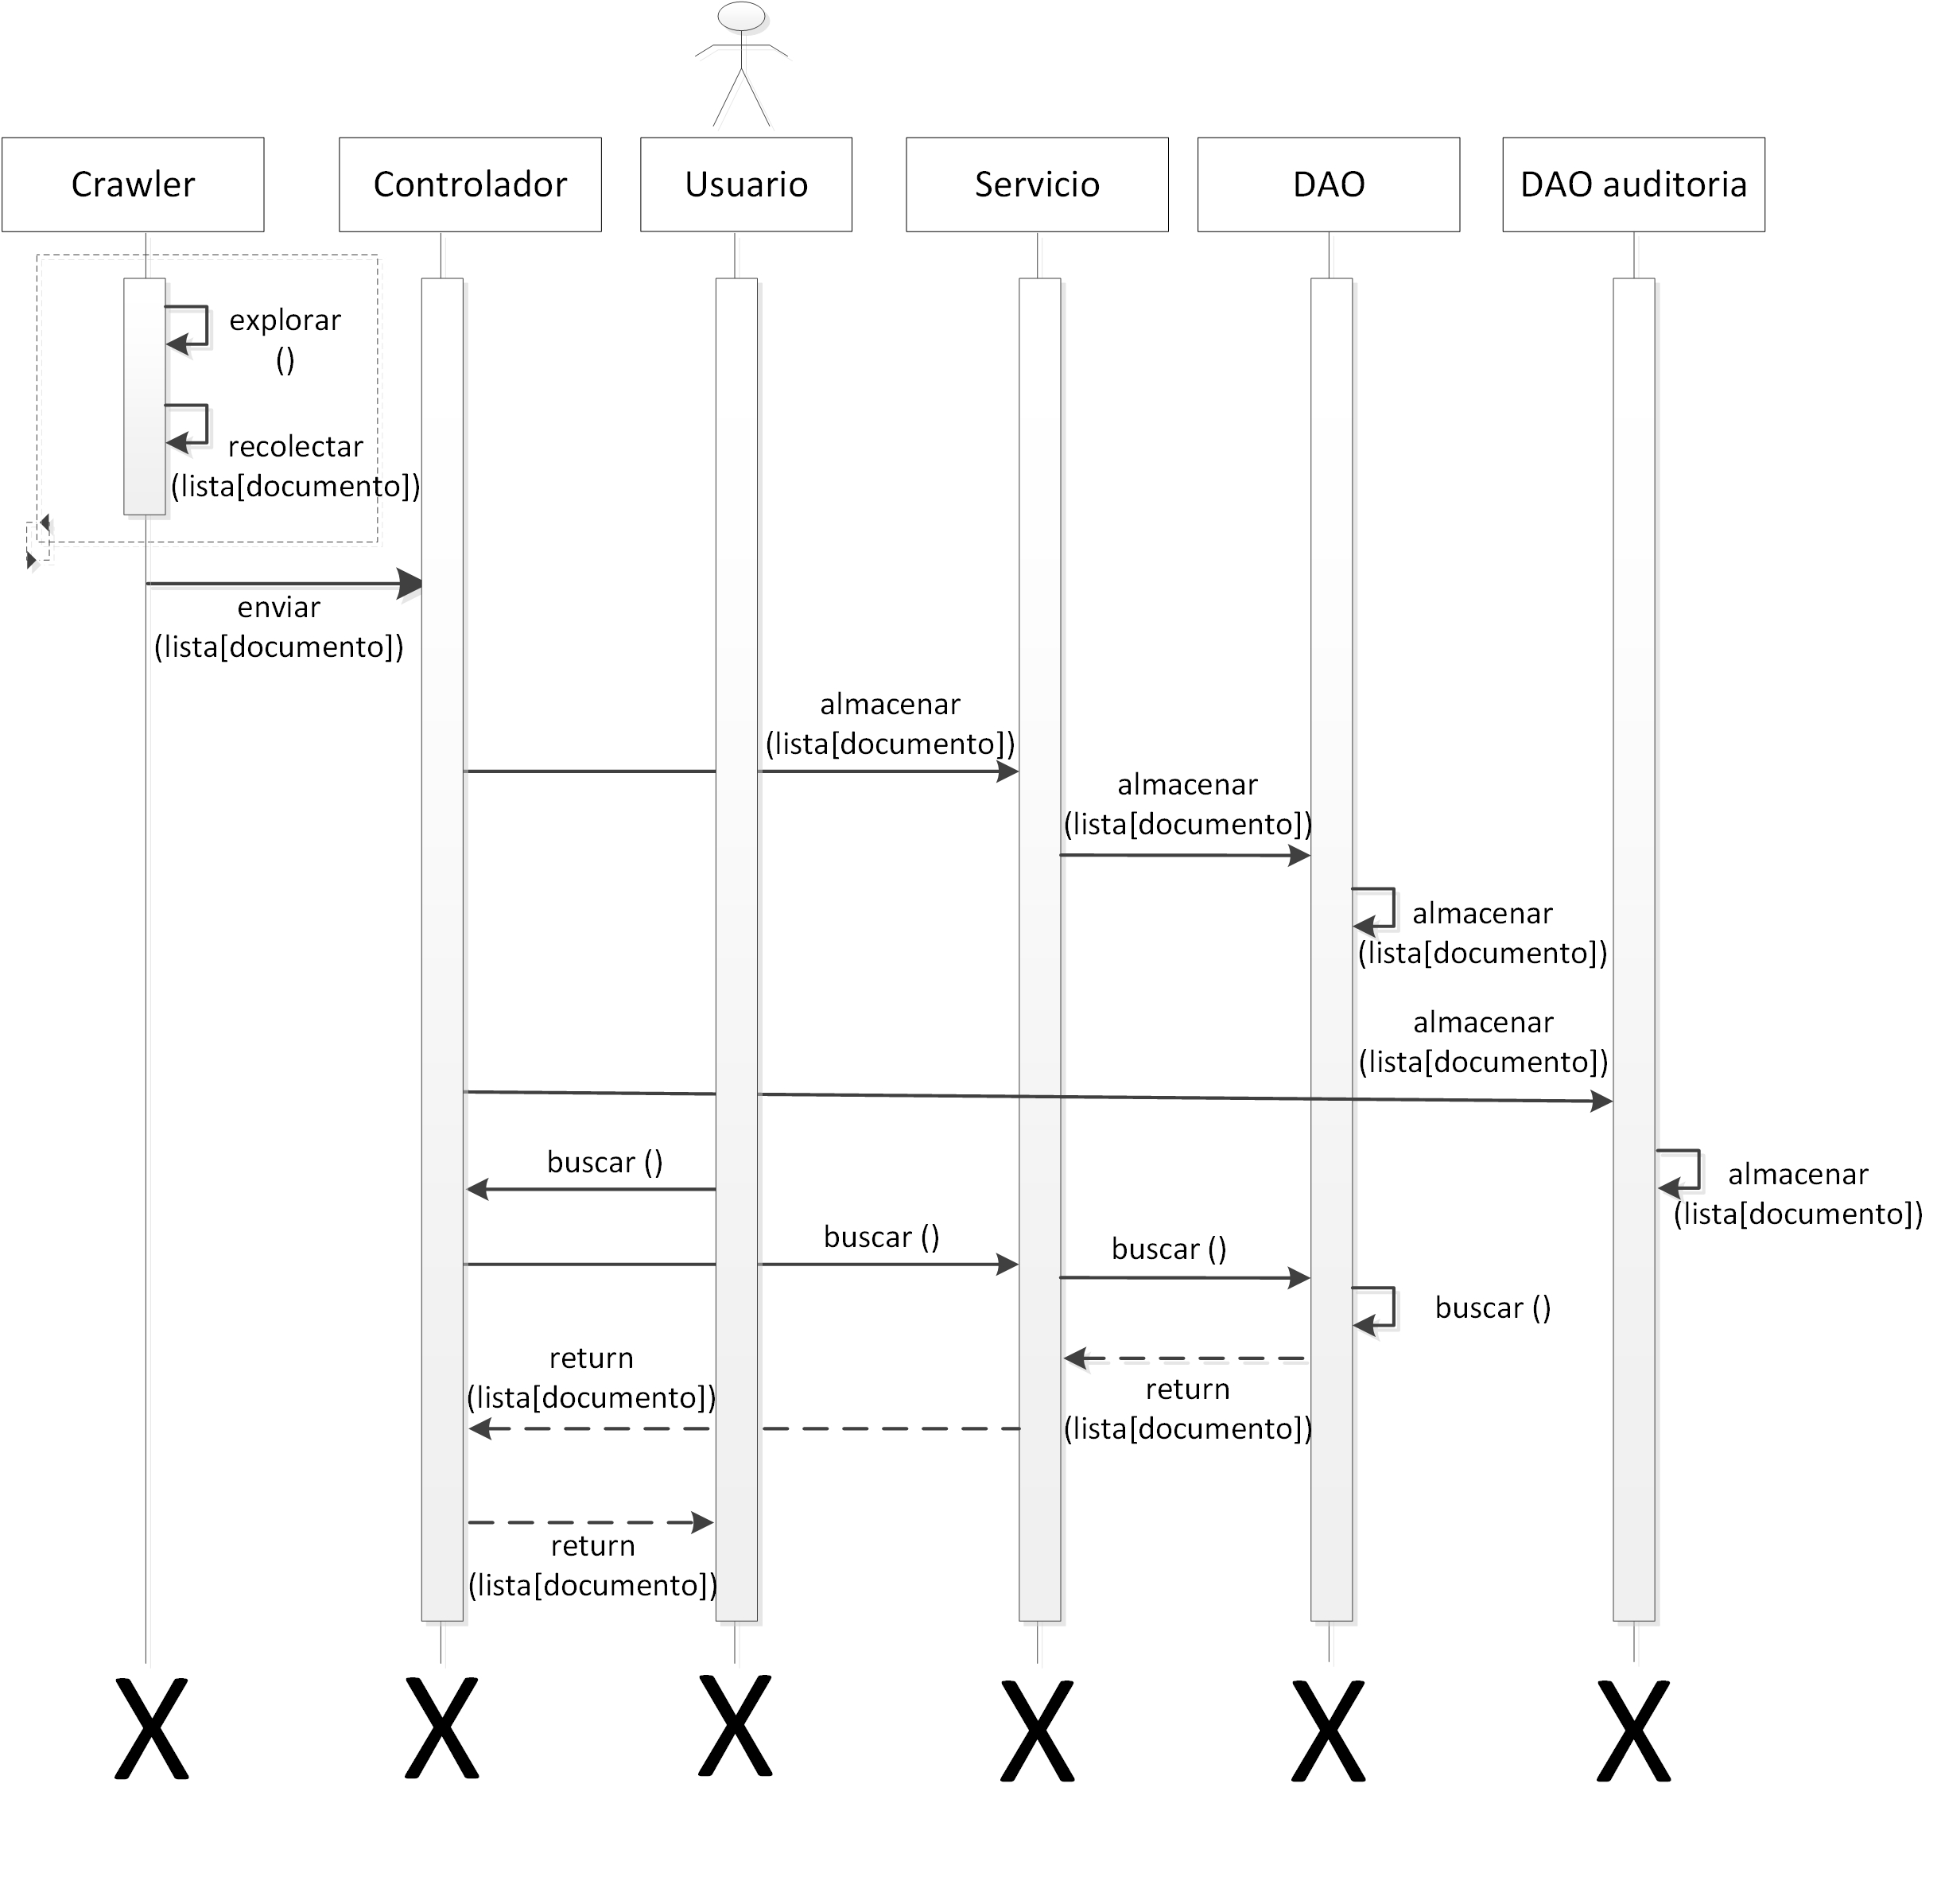 Crawler
Controlador
Usuario
Servicio
DAO
DAO auditoria
explorar
()
recolectar
(lista[documento])
enviar
(lista[documento])
almacenar
(lista[documento])
almacenar
(lista[documento])
almacenar
(lista[documento])
almacenar
(lista[documento])
buscar ()
almacenar
(lista[documento])
buscar ()
buscar ()
buscar ()
return
(lista[documento])
return
(lista[documento])
return
(lista[documento])
X
X
X
X
X
X